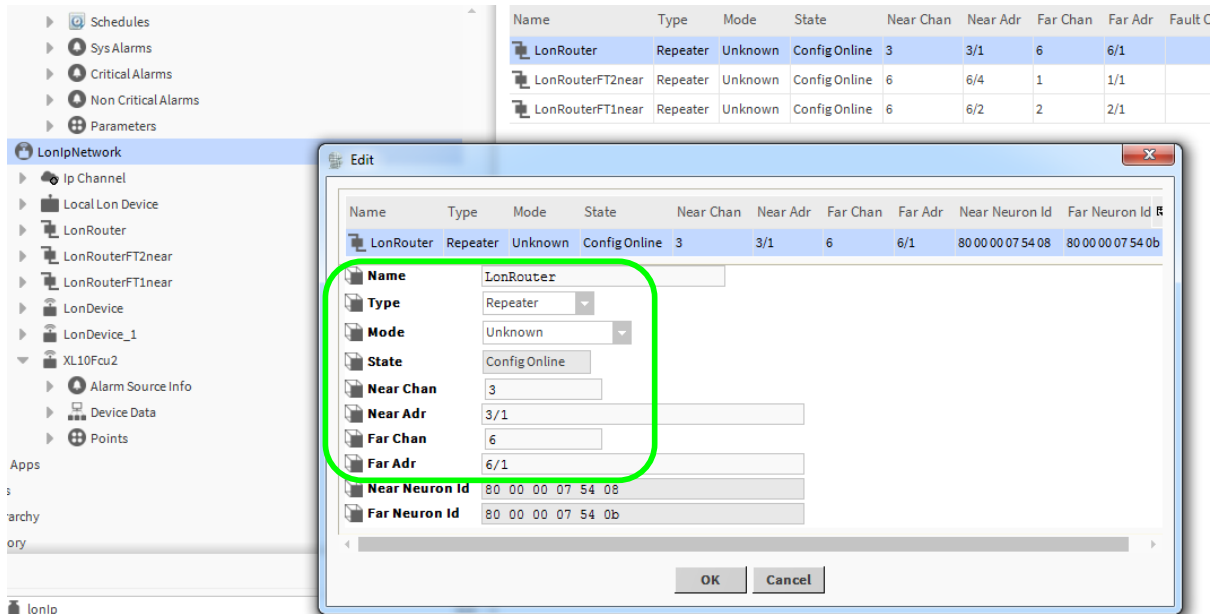 Schedules
Sys Alarms
Critical Alarms
Non Critical Alarms
Parameters
LonIpNetwork
Ip Channel
Local Lon Device
LonRouter
LonRouterFT2near
LonRouterFT1near
LonDevice
LonDevice_1
XL10Fcu2
Alarm Source Info
Device Data
Points
Apps
s
rarchy
ory
lonIp
Name Type Mode State Near Chan Near Adr Far Chan Far Adr Fault C
LonRouter Repeater Unknown Config Online 3 3/1 6 6/1
LonRouterFT2near Repeater Unknown Config Online 6 6/4 1 1/1
LonRouterFT1near Repeater Unknown Config Online 6 6/2 2 2/1
Edit
Name Type Mode State Near Chan Near Adr Far Chan Far Adr Near Neuron Id Far Neuron Id
LonRouter Repeater Unknown Config Online 3 3/1 6 6/1 80 00 00 07 54 08 80 00 00 07 54 0b
Name LonRouter
Type Repeater
Mode Unknown
State Config Online
Near Chan 3
Near Adr 3/1
Far Chan 6
Far Adr 6/1
Near Neuron Id 80 00 00 07 54 08
Far Neuron Id 80 00 00 07 54 0b
OK Cancel